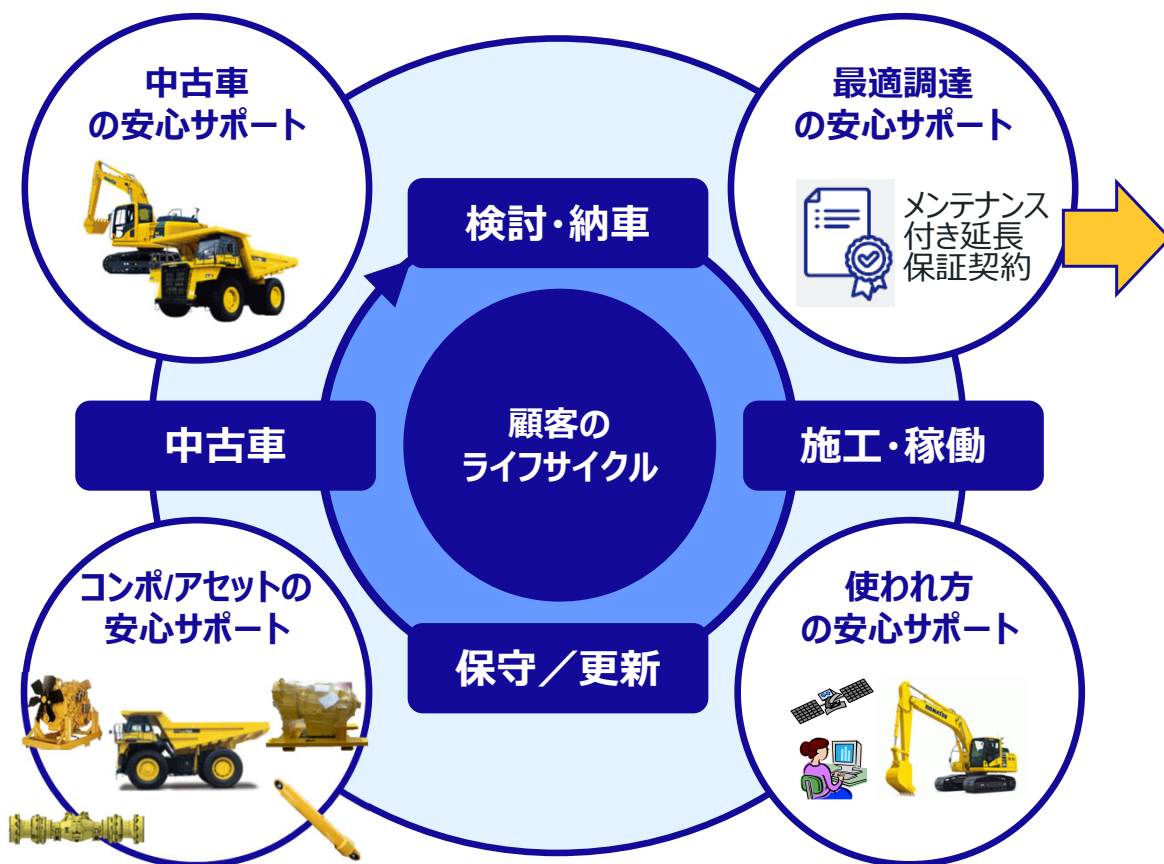 中古車
の安心サポート
最適調達
の安心サポート
メンテナンス
付き延長
保証契約
検討・納車
中古車
顧客の
ライフサイクル
施工・稼働
コンポ/アセットの
安心サポート
保守／更新
使われ方
の安心サポート
KOMATSU